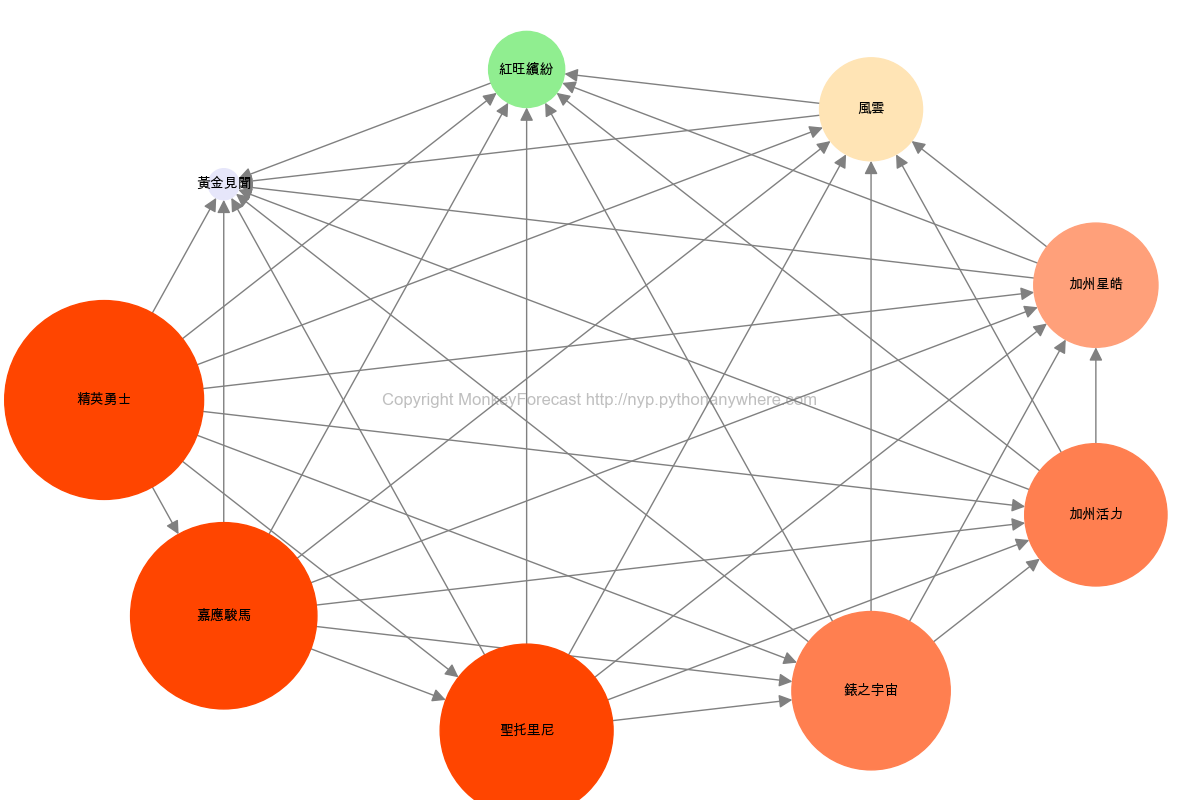 紅旺繽紛
風雲
黃金見聞
加州星皓
精英勇士
Copyright MonkeyForecast http://nyp.pythonanywhere.com
加州活力
嘉應駿馬
錶之宇宙
聖托里尼